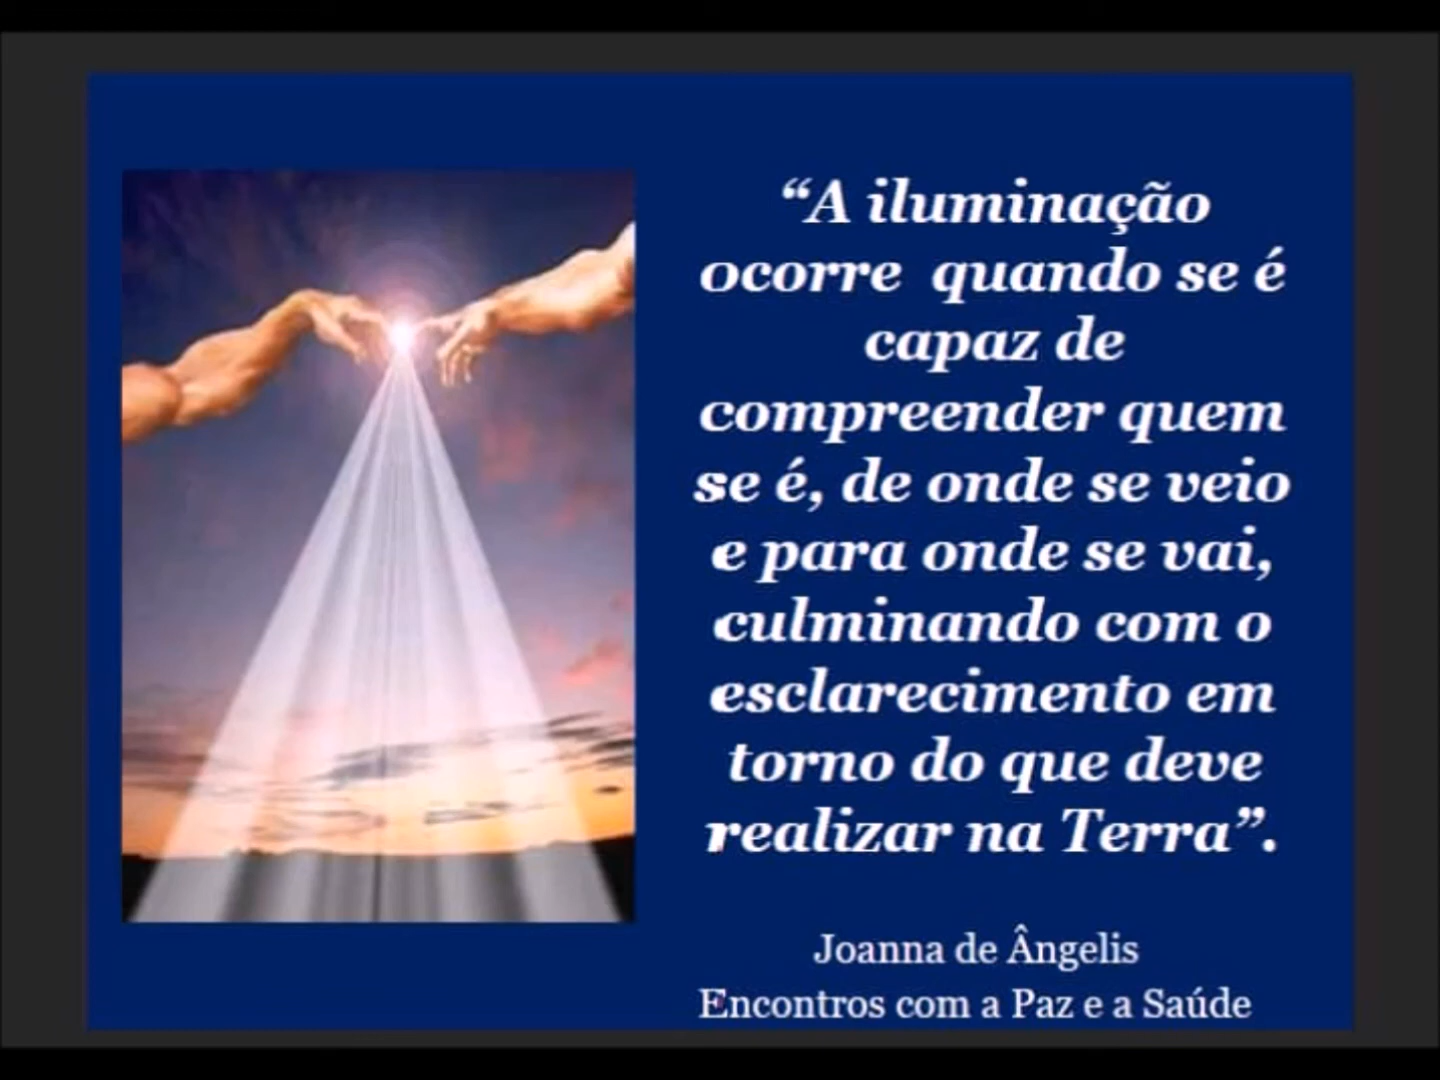 “A iluminação
ocorre quando se é
capaz de
compreender quem
se é, de onde se veio
e para onde se vai,
culminando com o
esclarecimento em
torno do que deve
realizar na Terra”.
Joanna de Ângelis
Encontros com a Paz e a Saúde